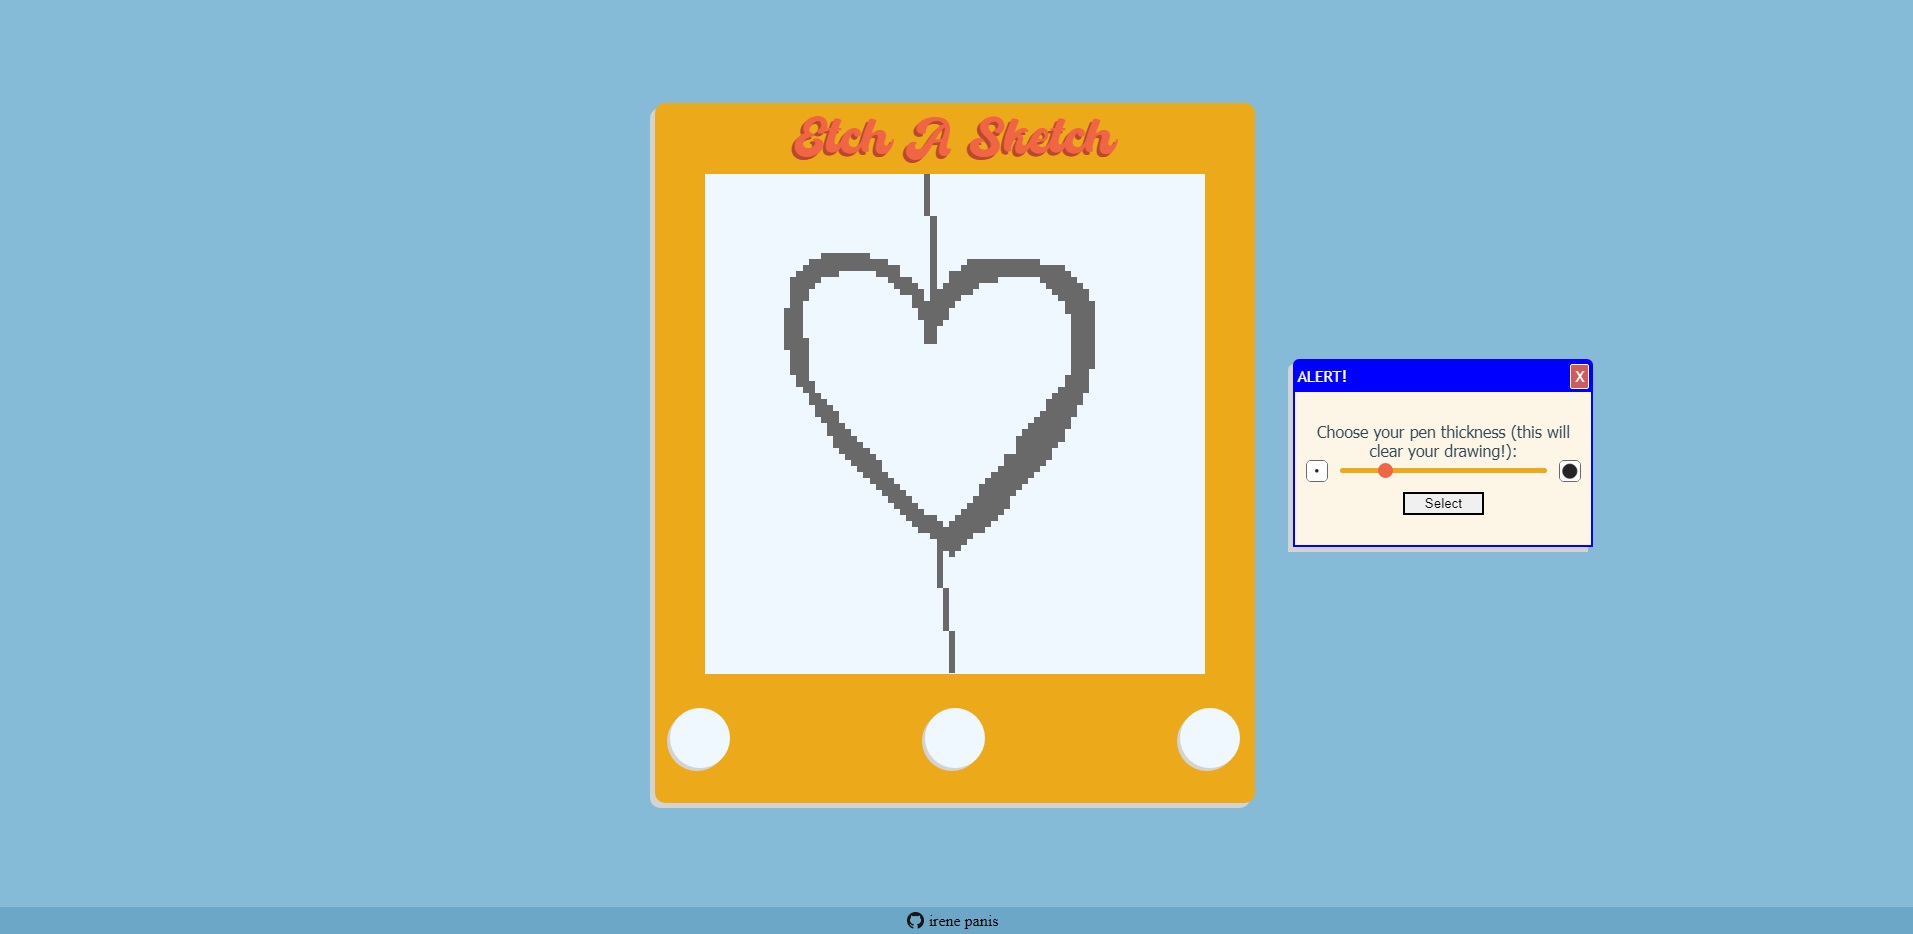 Etch A Sketch
ALERT!
X
Choose your pen thickness (this will
clear your drawing!):
Select
irene panis